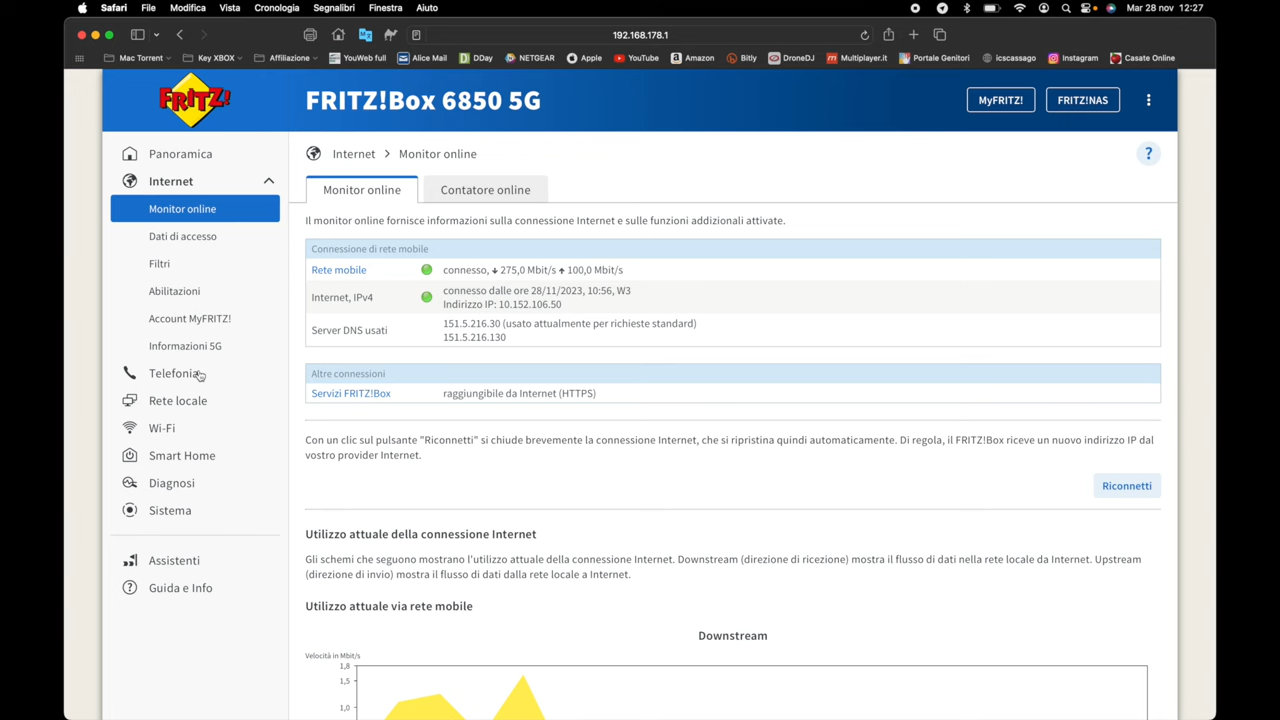 Safari File Modifica Vista Cronologia Segnalibri Finestra Aiuto Mar 28 nov 12:27
192.168.178.1
Mac Torrent Key XBOX Affiliazione YouWeb full Alice Mail DDay NETGEAR Apple YouTube Amazon Bitly DroneDJ Multiplayer.it Portale Genitori icscassago Instagram Casate Online
FRITZ!
FRITZ!Box 6850 5G
MyFRITZ! FRITZ!NAS
Panoramica
Internet
Monitor online
Dati di accesso
Filtri
Abilitazioni
Account MyFRITZ!
Informazioni 5G
Telefonia
Rete locale
Wi-Fi
Smart Home
Diagnosi
Sistema
Assistenti
Guida e Info
Internet > Monitor online
?
Monitor online Contatore online
Il monitor online fornisce informazioni sulla connessione Internet e sulle funzioni addizionali attivate.
Connessione di rete mobile
Rete mobile connesso, ↓ 275,0 Mbit/s ↑ 100,0 Mbit/s
Internet, IPv4 connesso dalle ore 28/11/2023, 10:56, W3
Indirizzo IP: 10.152.106.50
Server DNS usati 151.5.216.30 (usato attualmente per richieste standard)
151.5.216.130
Altre connessioni
Servizi FRITZ!Box raggiungibile da Internet (HTTPS)
Con un clic sul pulsante "Riconnetti" si chiude brevemente la connessione Internet, che si ripristina quindi automaticamente. Di regola, il FRITZ!Box riceve un nuovo indirizzo IP dal
vostro provider Internet.
Riconnetti
Utilizzo attuale della connessione Internet
Gli schemi che seguono mostrano l'utilizzo attuale della connessione Internet. Downstream (direzione di ricezione) mostra il flusso di dati nella rete locale da Internet. Upstream
(direzione di invio) mostra il flusso di dati dalla rete locale a Internet.
Utilizzo attuale via rete mobile
Downstream
Velocità in Mbit/s
1,8
1,5
1,0